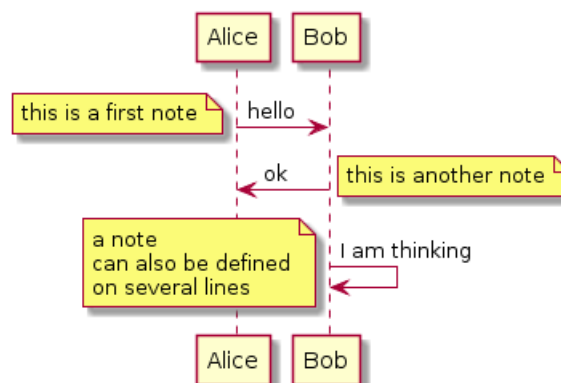 Alice
Bob
this is a first note
hello
ok
this is another note
a note
can also be defined
on several lines
I am thinking
Alice
Bob